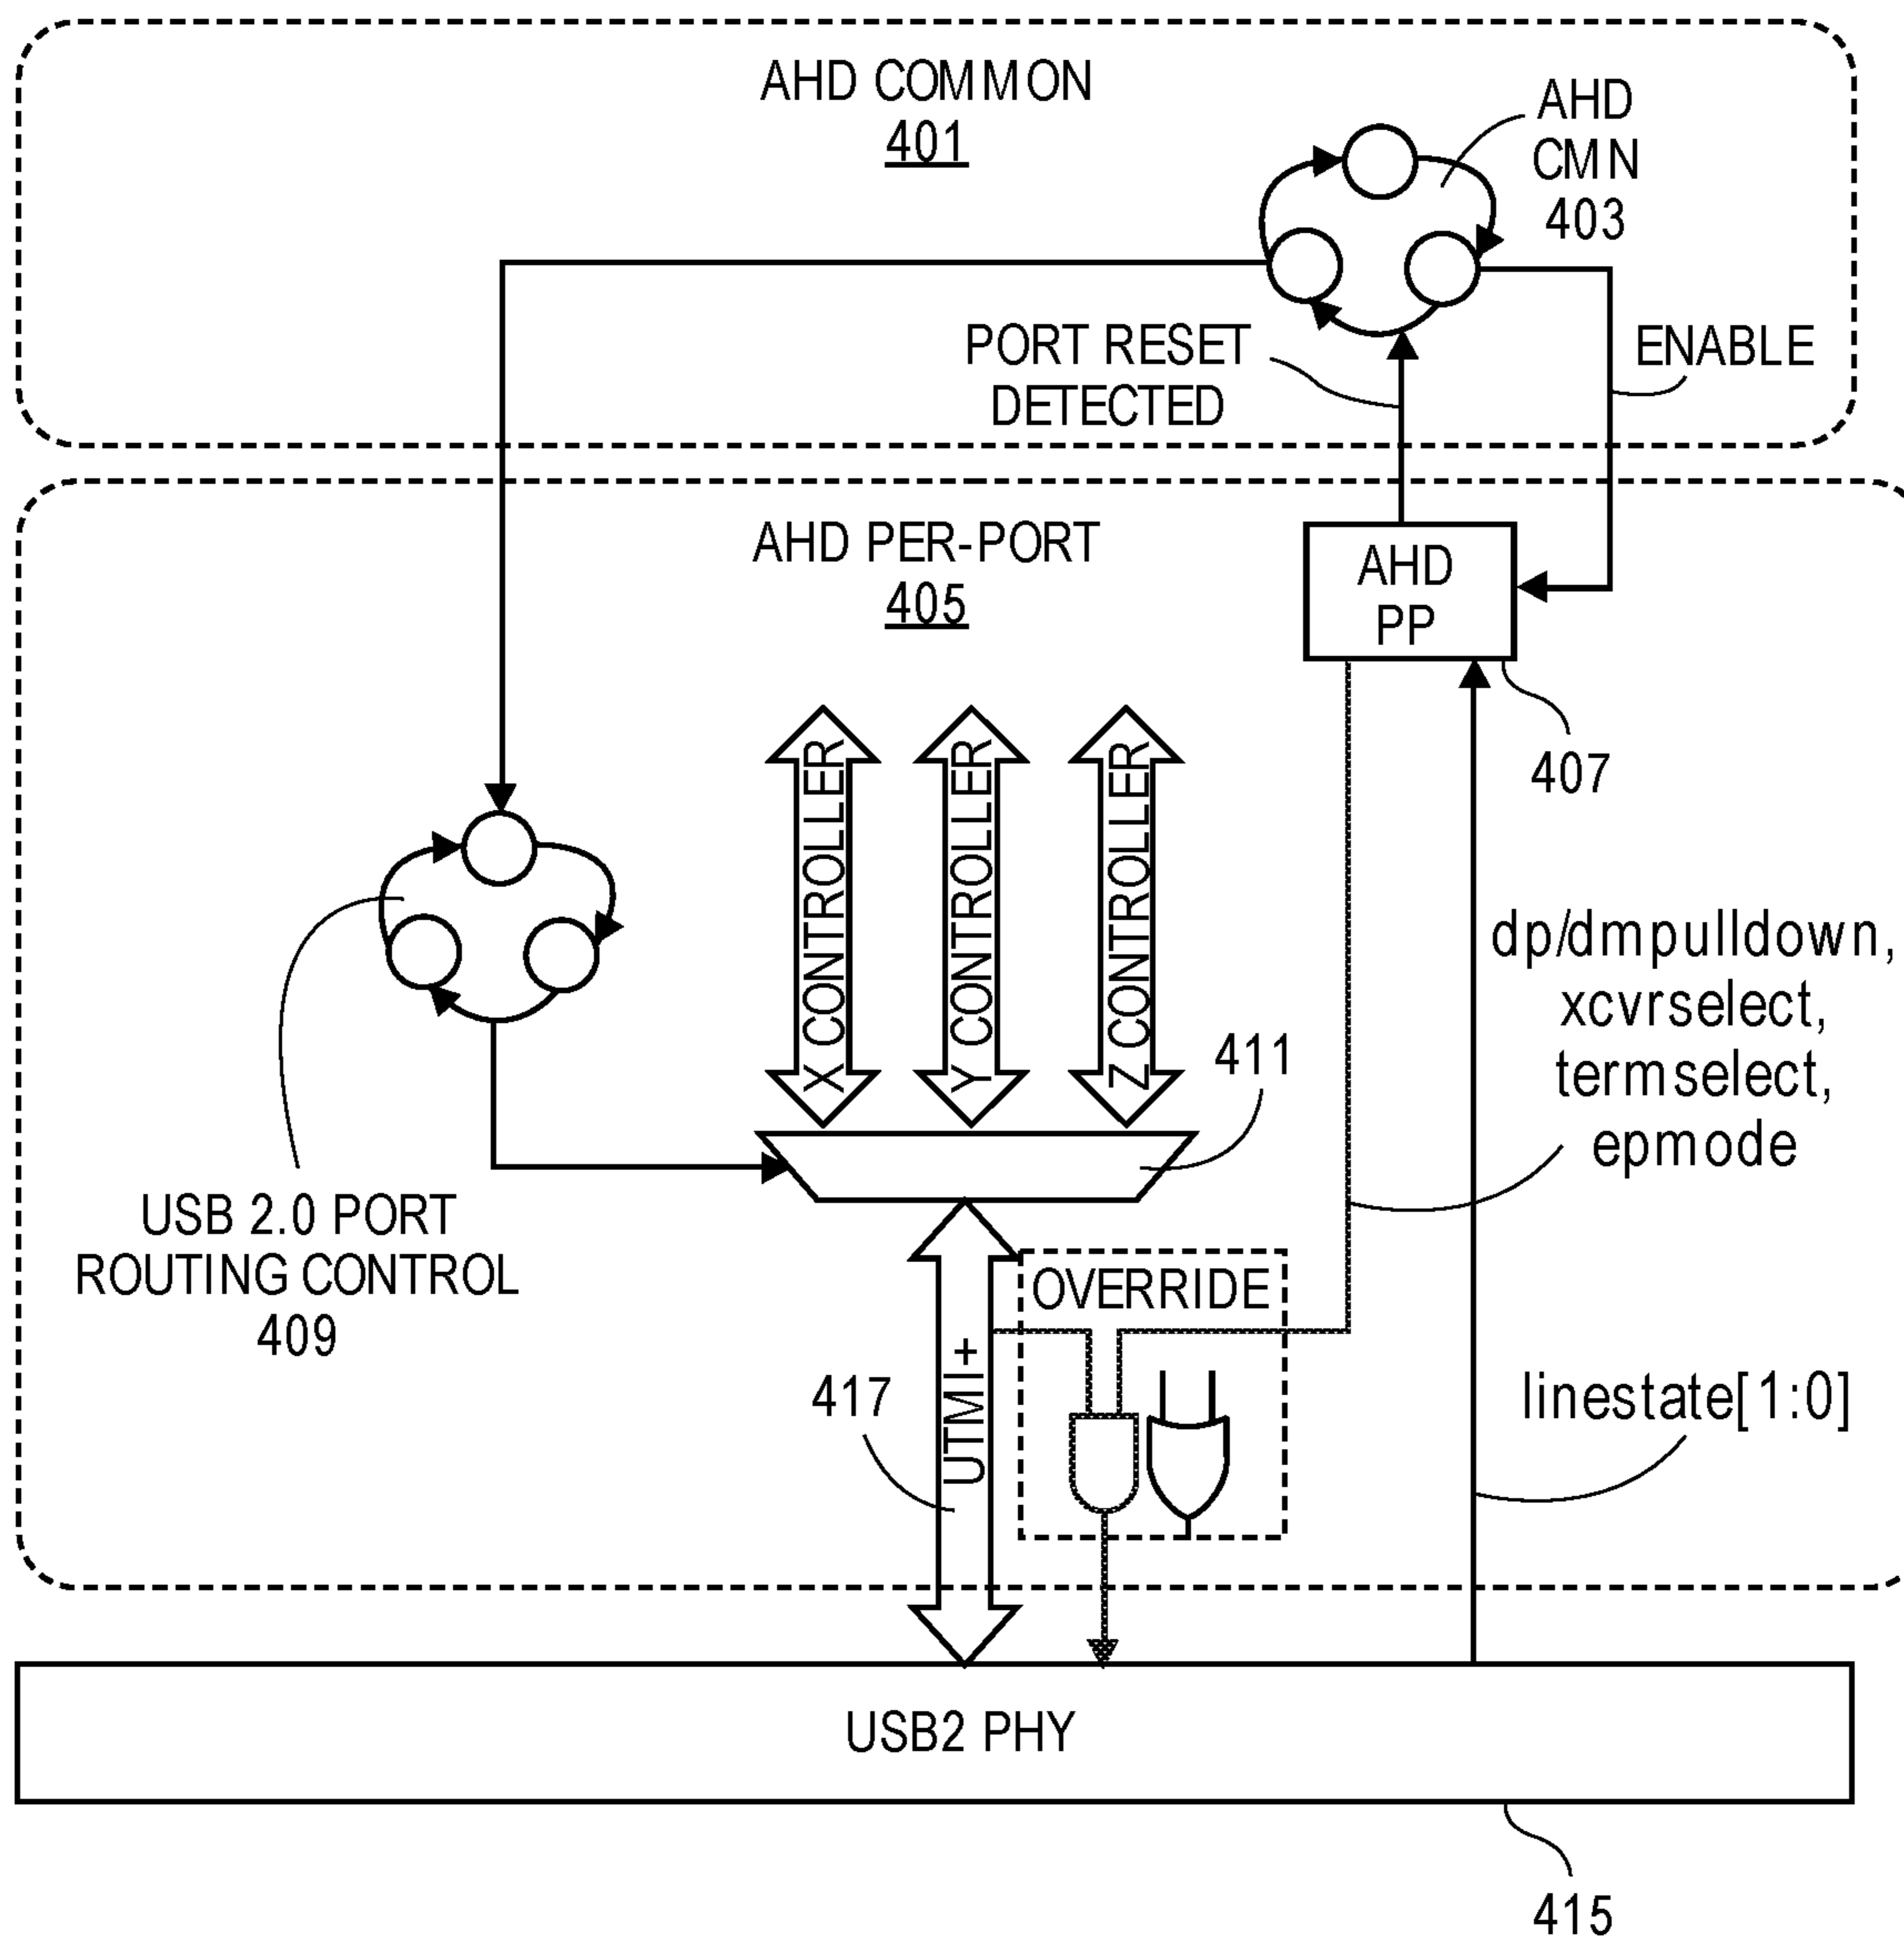 AHD COMMON
401
AHD
CMN
403
PORT RESET
DETECTED
ENABLE
AHD PER-PORT
405
AHD
PP
407
X CONTROLLER
Y CONTROLLER
Z CONTROLLER
dp/dmpulldown,
xcvrselect,
termselect,
epmode
411
USB 2.0 PORT
ROUTING CONTROL
409
OVERRIDE
UTMI+
417
linestate[1:0]
USB2 PHY
415